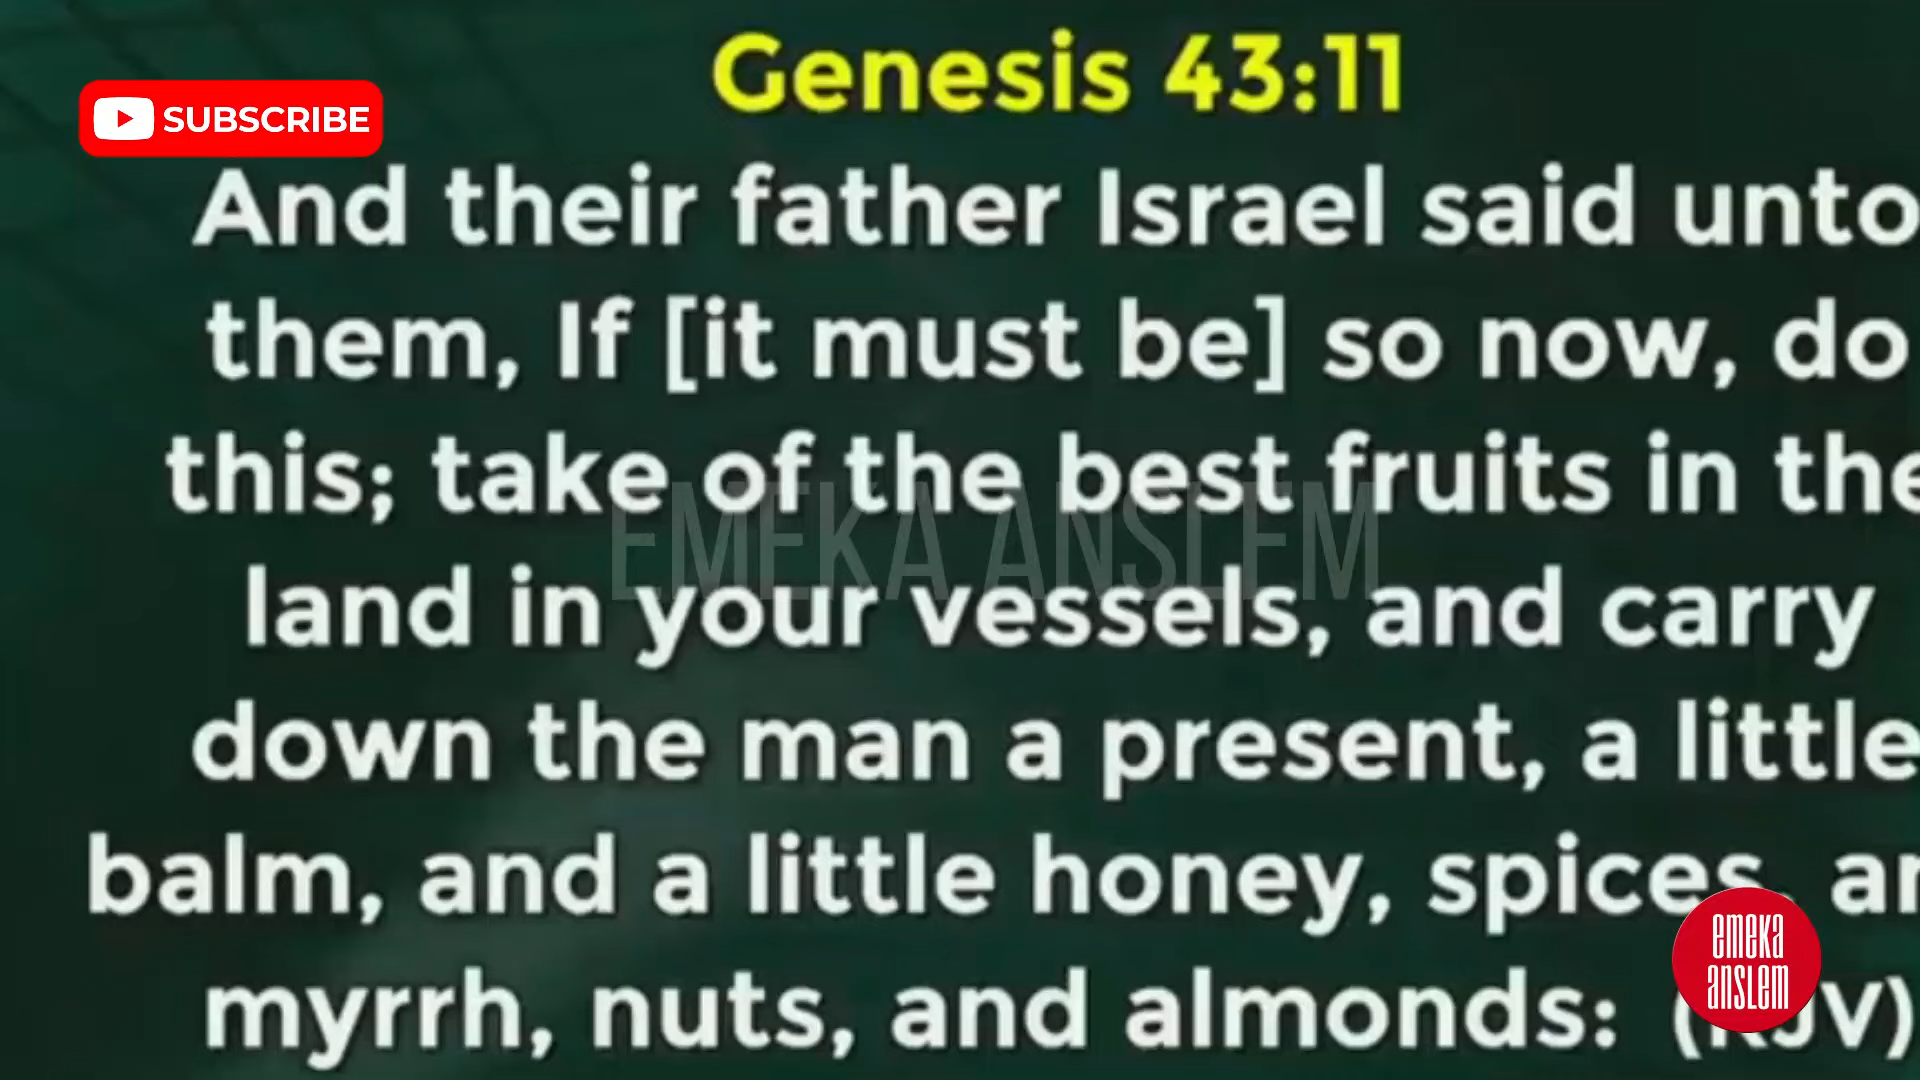 Genesis 43:11
SUBSCRIBE
And their father Israel said unto
them, If [it must be] so now, do
this; take of the best fruits in the
EMEKA ANSLEM
land in your vessels, and carry
down the man a present, a little
balm, and a little honey, spices,
myrrh, nuts, and almonds:
emeka
anslem